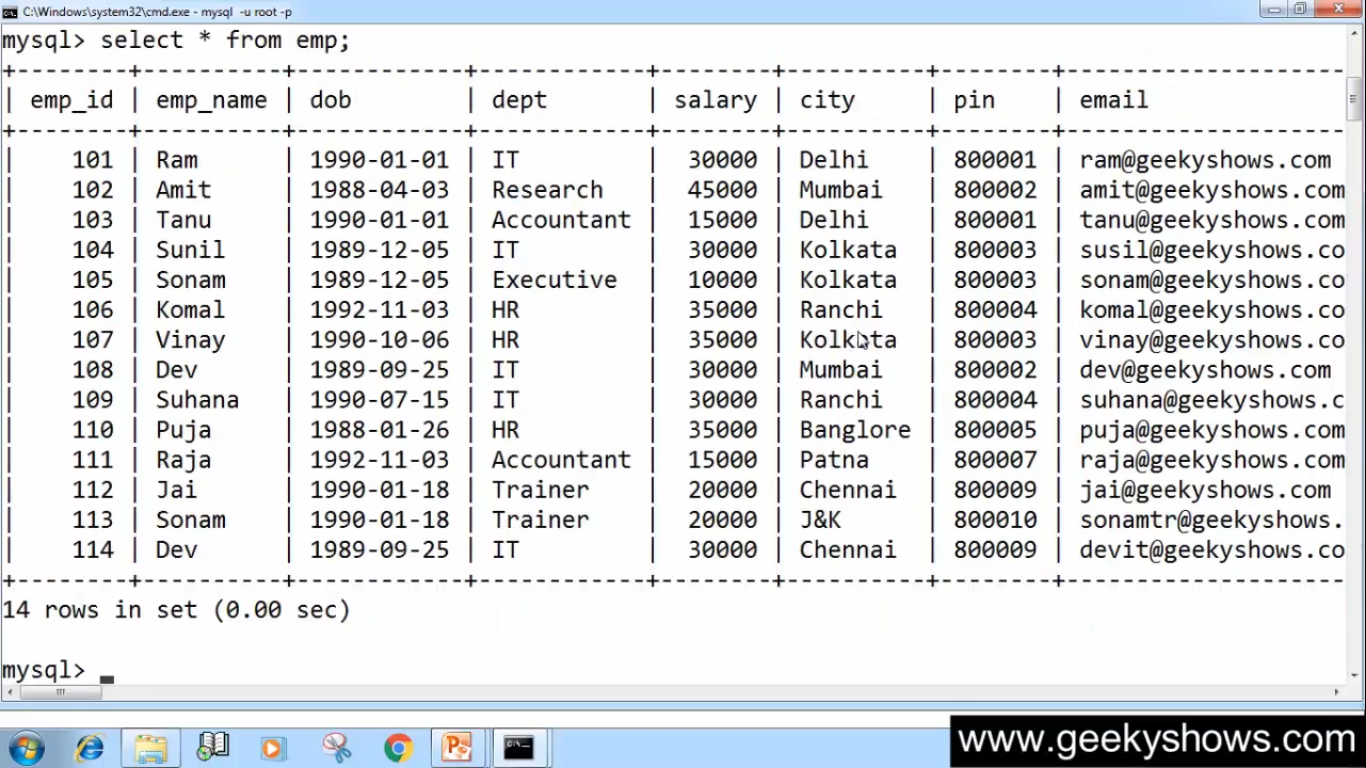 C:\Windows\system32\cmd.exe - mysql -u root -p
mysql> select * from emp;
+--------+----------+------------+------------+--------+----------+--------+--------------------
| emp_id | emp_name | dob        | dept       | salary | city     | pin    | email
+--------+----------+------------+------------+--------+----------+--------+--------------------
|    101 | Ram      | 1990-01-01 | IT         |  30000 | Delhi    | 800001 | ram@geekyshows.com
|    102 | Amit     | 1988-04-03 | Research   |  45000 | Mumbai   | 800002 | amit@geekyshows.com
|    103 | Tanu     | 1990-01-01 | Accountant |  15000 | Delhi    | 800001 | tanu@geekyshows.com
|    104 | Sunil    | 1989-12-05 | IT         |  30000 | Kolkata  | 800003 | susil@geekyshows.co
|    105 | Sonam    | 1989-12-05 | Executive  |  10000 | Kolkata  | 800003 | sonam@geekyshows.co
|    106 | Komal    | 1992-11-03 | HR         |  35000 | Ranchi   | 800004 | komal@geekyshows.co
|    107 | Vinay    | 1990-10-06 | HR         |  35000 | Kolkata  | 800003 | vinay@geekyshows.co
|    108 | Dev      | 1989-09-25 | IT         |  30000 | Mumbai   | 800002 | dev@geekyshows.com
|    109 | Suhana   | 1990-07-15 | IT         |  30000 | Ranchi   | 800004 | suhana@geekyshows.c
|    110 | Puja     | 1988-01-26 | HR         |  35000 | Banglore | 800005 | puja@geekyshows.com
|    111 | Raja     | 1992-11-03 | Accountant |  15000 | Patna    | 800007 | raja@geekyshows.com
|    112 | Jai      | 1990-01-18 | Trainer    |  20000 | Chennai  | 800009 | jai@geekyshows.com
|    113 | Sonam    | 1990-01-18 | Trainer    |  20000 | J&K      | 800010 | sonamtr@geekyshows.
|    114 | Dev      | 1989-09-25 | IT         |  30000 | Chennai  | 800009 | devit@geekyshows.co
+--------+----------+------------+------------+--------+----------+--------+--------------------
14 rows in set (0.00 sec)
mysql> _
www.geekyshows.com